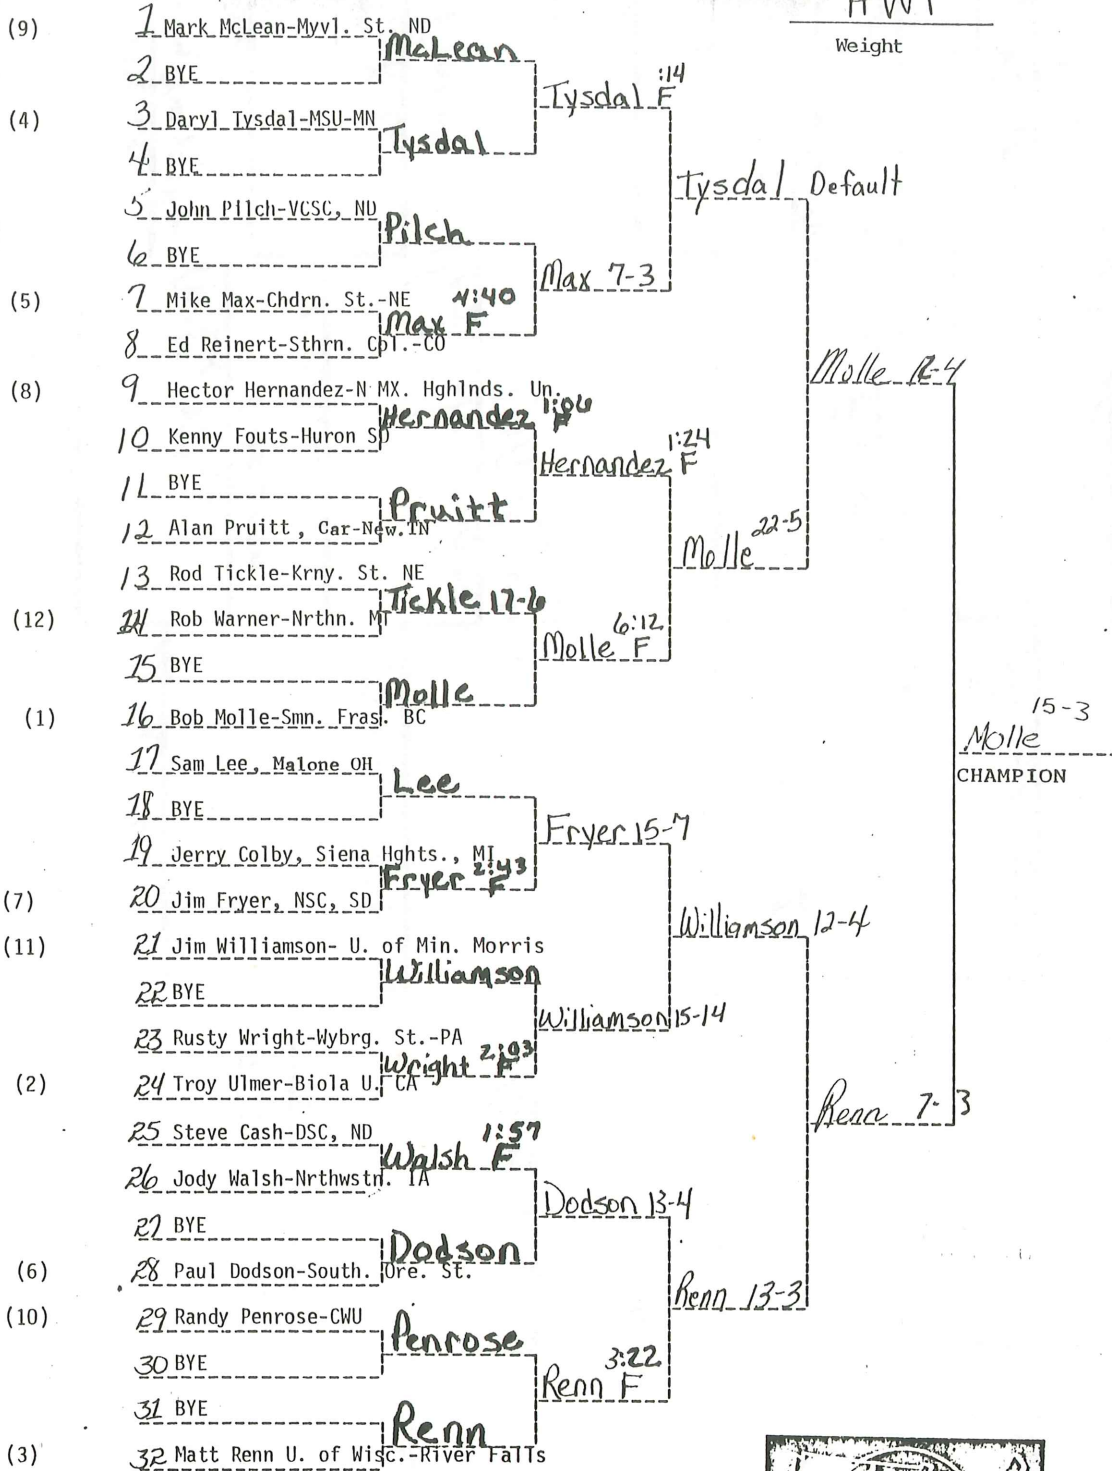 HWT
Weight
(9) 1 Mark McLean-Myvl. St. ND
McLean
2 BYE
Tysdal F :14
(4) 3 Daryl Tysdal-MSU-MN
Tysdal
4 BYE
Tysdal Default
5 John Pilch-VCSC, ND
Pilch
6 BYE
Max 7-3
(5) 7 Mike Max-Chdrn. St.-NE
Max F 4:40
8 Ed Reinert-Sthrn. Col.-CO
Molle 12-4
(8) 9 Hector Hernandez-N MX. Hghlnds. Un.
Hernandez F 1:06
10 Kenny Fouts-Huron SD
Hernandez F 1:24
11 BYE
Pruitt
12 Alan Pruitt, Car-New.TN
Molle 22-5
13 Rod Tickle-Krny. St. NE
Tickle 17-6
(12) 14 Rob Warner-Nrthn. MT
Molle F 6:12
15 BYE
Molle
(1) 16 Bob Molle-Smn. Fras. BC
Molle 15-3
CHAMPION
17 Sam Lee, Malone OH
Lee
18 BYE
Fryer 15-7
19 Jerry Colby, Siena Hghts., MI
Fryer F 2:43
(7) 20 Jim Fryer, NSC, SD
Williamson 12-4
(11) 21 Jim Williamson- U. of Min. Morris
Williamson
22 BYE
Williamson 15-14
23 Rusty Wright-Wybrg. St.-PA
Wright F 2:03
(2) 24 Troy Ulmer-Biola U. CA
Renn 7-3
25 Steve Cash-DSC, ND
Walsh F 1:57
26 Jody Walsh-Nrthwstn. IA
Dodson 13-4
27 BYE
Dodson
(6) 28 Paul Dodson-South. Ore. St.
Renn 13-3
(10) 29 Randy Penrose-CWU
Penrose
30 BYE
Renn F 3:22
31 BYE
Renn
(3) 32 Matt Renn U. of Wisc.-River Falls